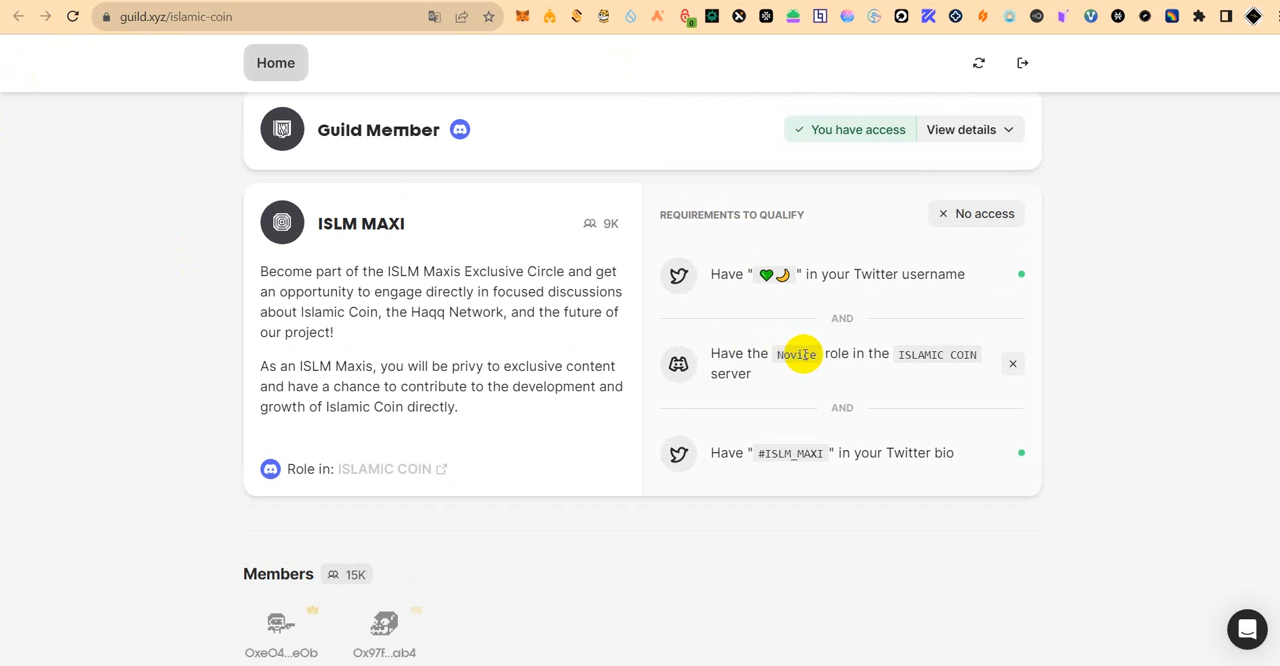 guild.xyz/islamic-coin
0
Home
Guild Member
You have access
View details
ISLM MAXI
9K
Become part of the ISLM Maxis Exclusive Circle and get
an opportunity to engage directly in focused discussions
about Islamic Coin, the Haqq Network, and the future of
our project!
As an ISLM Maxis, you will be privy to exclusive content
and have a chance to contribute to the development and
growth of Islamic Coin directly.
Role in: ISLAMIC COIN
REQUIREMENTS TO QUALIFY
No access
Have "💚🌙" in your Twitter username
AND
Have the Novice role in the ISLAMIC COIN
server
AND
Have "#ISLM_MAXI" in your Twitter bio
Members
15K
0xe04...e0b
0x97f...ab4